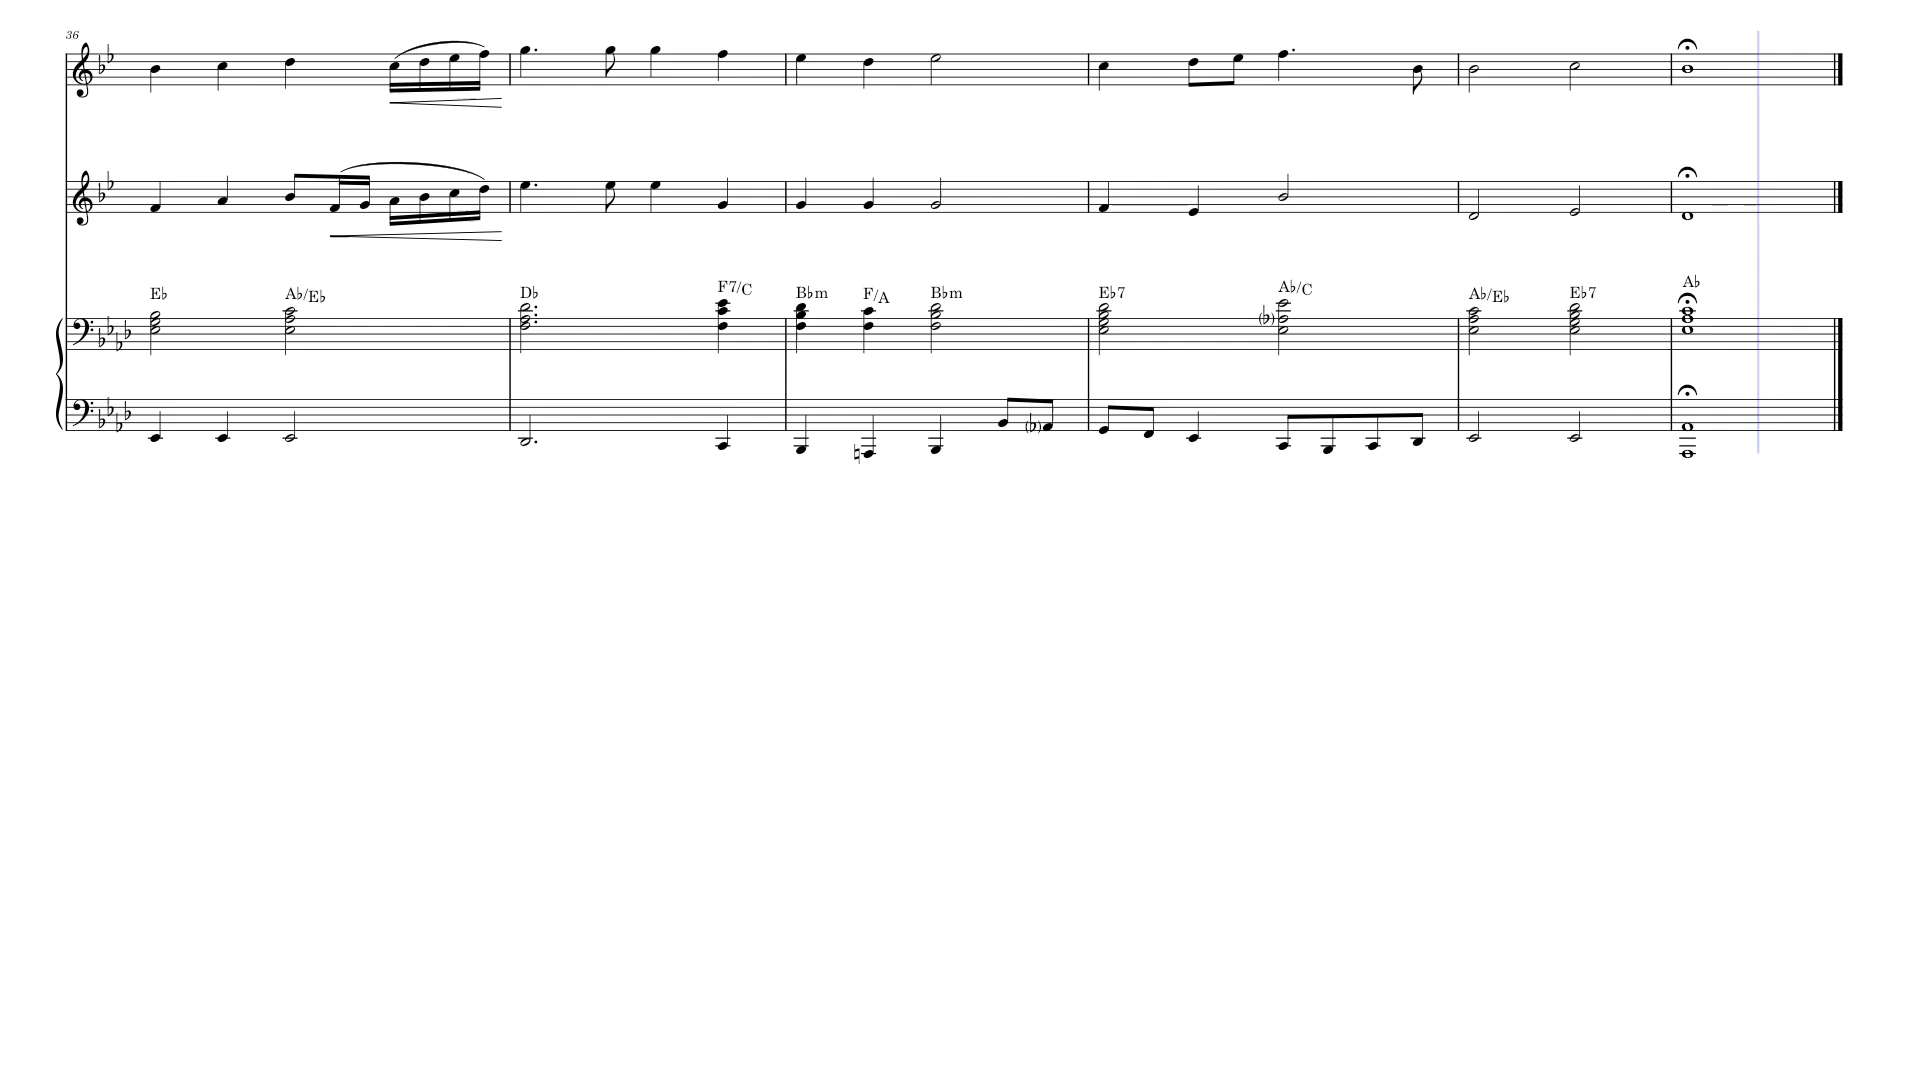 36
E♭ A♭/E♭ D♭ F7/C B♭m F/A B♭m E♭7 A♭/C A♭/E♭ E♭7 A♭